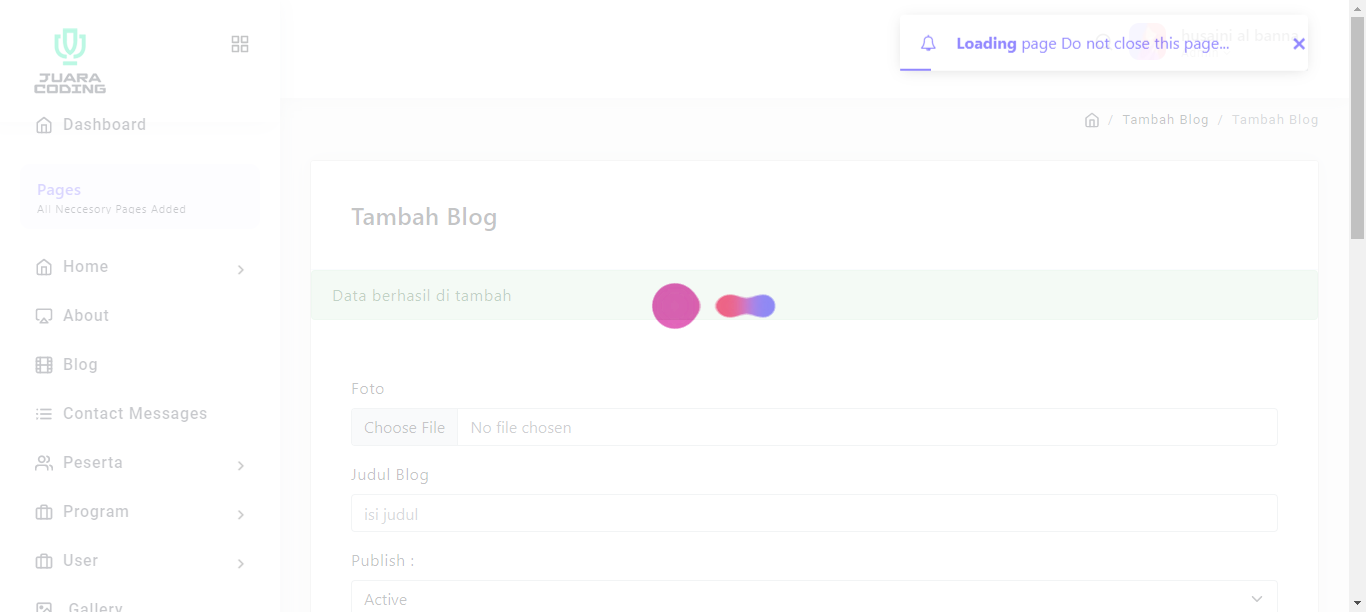 JUARA
CODING
Dashboard
Pages
All Neccesory Pages Added
Home
About
Blog
Contact Messages
Peserta
Program
User
Gallery
Loading page Do not close this page...
husaini al banna
/ Tambah Blog / Tambah Blog
Tambah Blog
Data berhasil di tambah
Foto
Choose File No file chosen
Judul Blog
isi judul
Publish :
Active